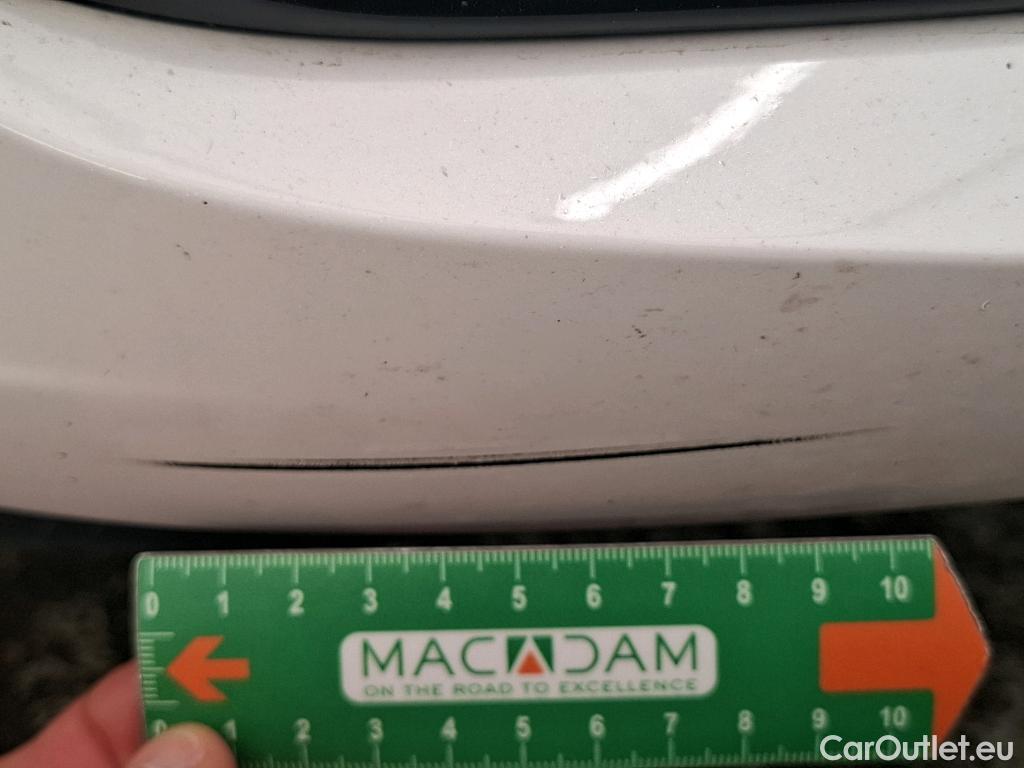 0 1 2 3 4 5 6 7 8 9 10
MACADAM
ON THE ROAD TO EXCELLENCE
0 1 2 3 4 5 6 7 8 9 10
CarOutlet.eu